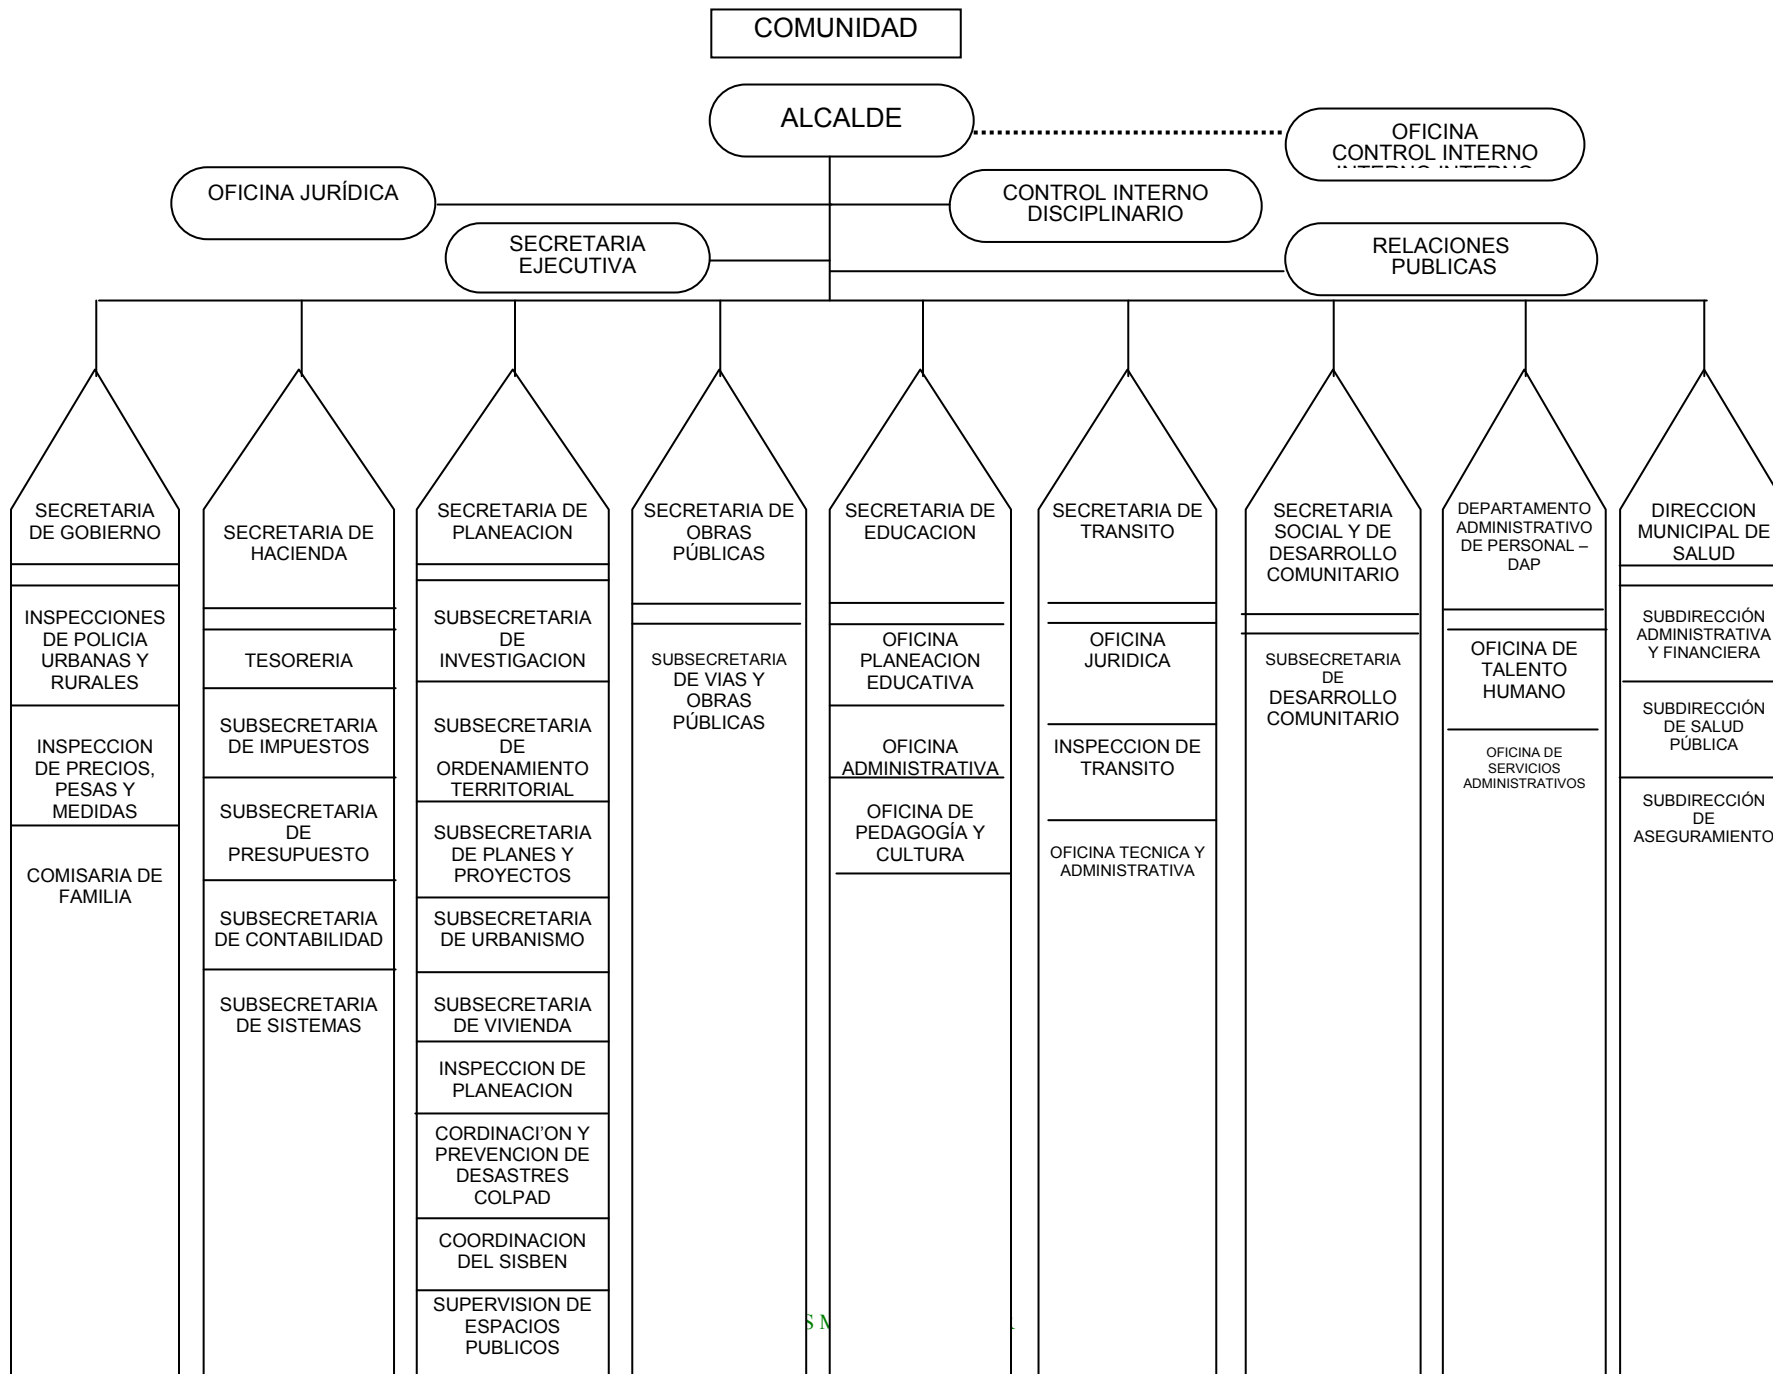 COMUNIDAD
ALCALDE
OFICINA
CONTROL INTERNO
INTERNO INTERNO
OFICINA JURÍDICA
CONTROL INTERNO
DISCIPLINARIO
SECRETARIA
EJECUTIVA
RELACIONES
PUBLICAS
SECRETARIA
DE GOBIERNO
INSPECCIONES
DE POLICIA
URBANAS Y
RURALES
INSPECCION
DE PRECIOS,
PESAS Y
MEDIDAS
COMISARIA DE
FAMILIA
SECRETARIA DE
HACIENDA
TESORERIA
SUBSECRETARIA
DE IMPUESTOS
SUBSECRETARIA
DE
PRESUPUESTO
SUBSECRETARIA
DE CONTABILIDAD
SUBSECRETARIA
DE SISTEMAS
SECRETARIA DE
PLANEACION
SUBSECRETARIA
DE
INVESTIGACION
SUBSECRETARIA
DE
ORDENAMIENTO
TERRITORIAL
SUBSECRETARIA
DE PLANES Y
PROYECTOS
SUBSECRETARIA
DE URBANISMO
SUBSECRETARIA
DE VIVIENDA
INSPECCION DE
PLANEACION
CORDINACI'ON Y
PREVENCION DE
DESASTRES
COLPAD
COORDINACION
DEL SISBEN
SUPERVISION DE
ESPACIOS
PUBLICOS
SECRETARIA DE
OBRAS
PÚBLICAS
SUBSECRETARIA
DE VIAS Y
OBRAS
PÚBLICAS
SECRETARIA DE
EDUCACION
OFICINA
PLANEACION
EDUCATIVA
OFICINA
ADMINISTRATIVA
OFICINA DE
PEDAGOGÍA Y
CULTURA
SECRETARIA DE
TRANSITO
OFICINA
JURIDICA
INSPECCION DE
TRANSITO
OFICINA TECNICA Y
ADMINISTRATIVA
SECRETARIA
SOCIAL Y DE
DESARROLLO
COMUNITARIO
SUBSECRETARIA
DE
DESARROLLO
COMUNITARIO
DEPARTAMENTO
ADMINISTRATIVO
DE PERSONAL –
DAP
OFICINA DE
TALENTO
HUMANO
OFICINA DE
SERVICIOS
ADMINISTRATIVOS
DIRECCION
MUNICIPAL DE
SALUD
SUBDIRECCIÓN
ADMINISTRATIVA
Y FINANCIERA
SUBDIRECCIÓN
DE SALUD
PÚBLICA
SUBDIRECCIÓN
DE
ASEGURAMIENTO